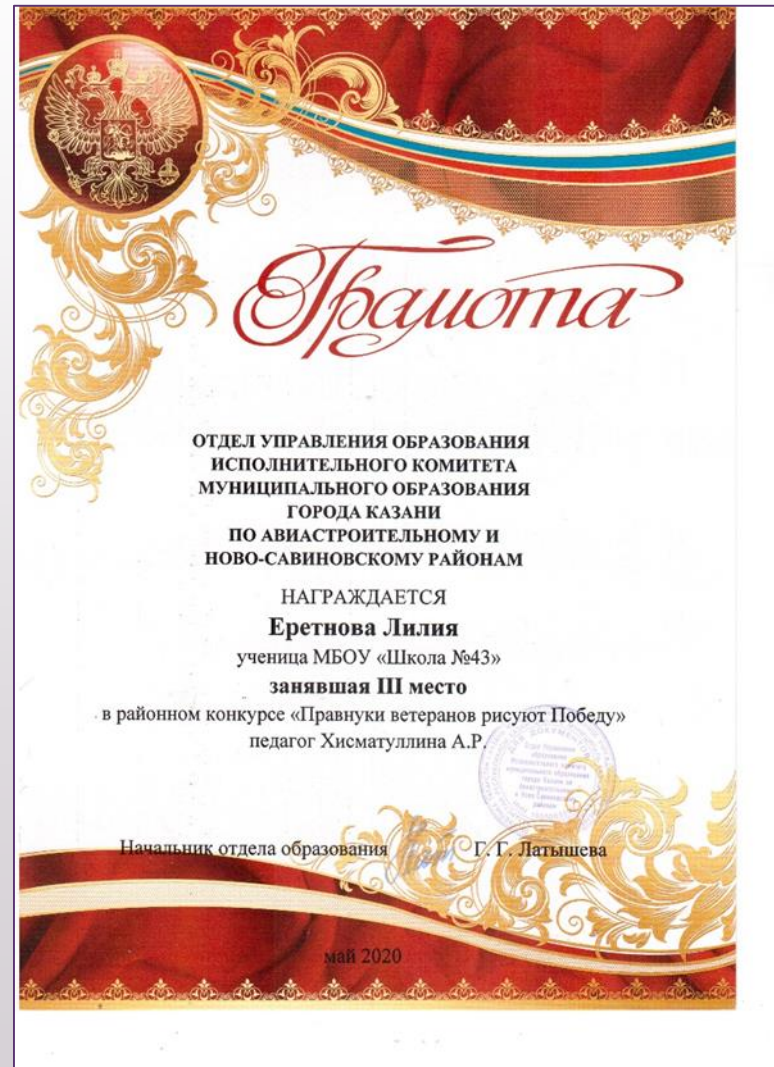 Грамота
ОТДЕЛ УПРАВЛЕНИЯ ОБРАЗОВАНИЯ
ИСПОЛНИТЕЛЬНОГО КОМИТЕТА
МУНИЦИПАЛЬНОГО ОБРАЗОВАНИЯ
ГОРОДА КАЗАНИ
ПО АВИАСТРОИТЕЛЬНОМУ И
НОВО-САВИНОВСКОМУ РАЙОНАМ
НАГРАЖДАЕТСЯ
Еретнова Лилия
ученица МБОУ «Школа №43»
занявшая III место
в районном конкурсе «Правнуки ветеранов рисуют Победу»
педагог Хисматуллина А.Р.
ДЛЯ ДОКУМЕНТОВ
Начальник отдела образования Г. Г. Латышева
май 2020